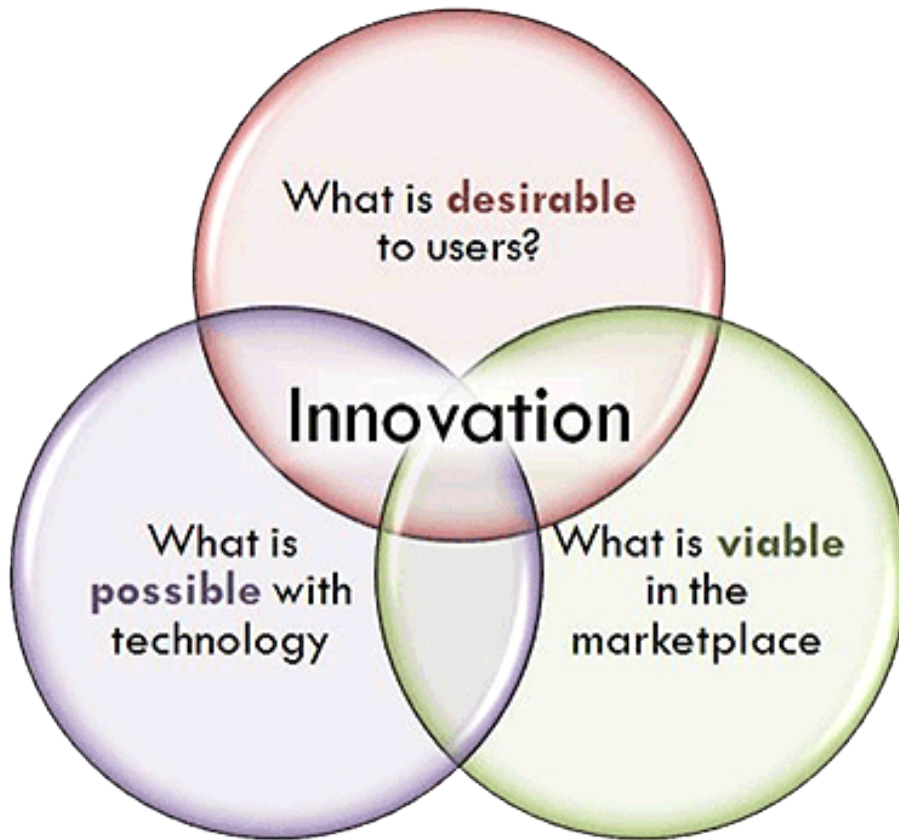 What is desirable
to users?
Innovation
What is
possible with
technology
What is viable
in the
marketplace